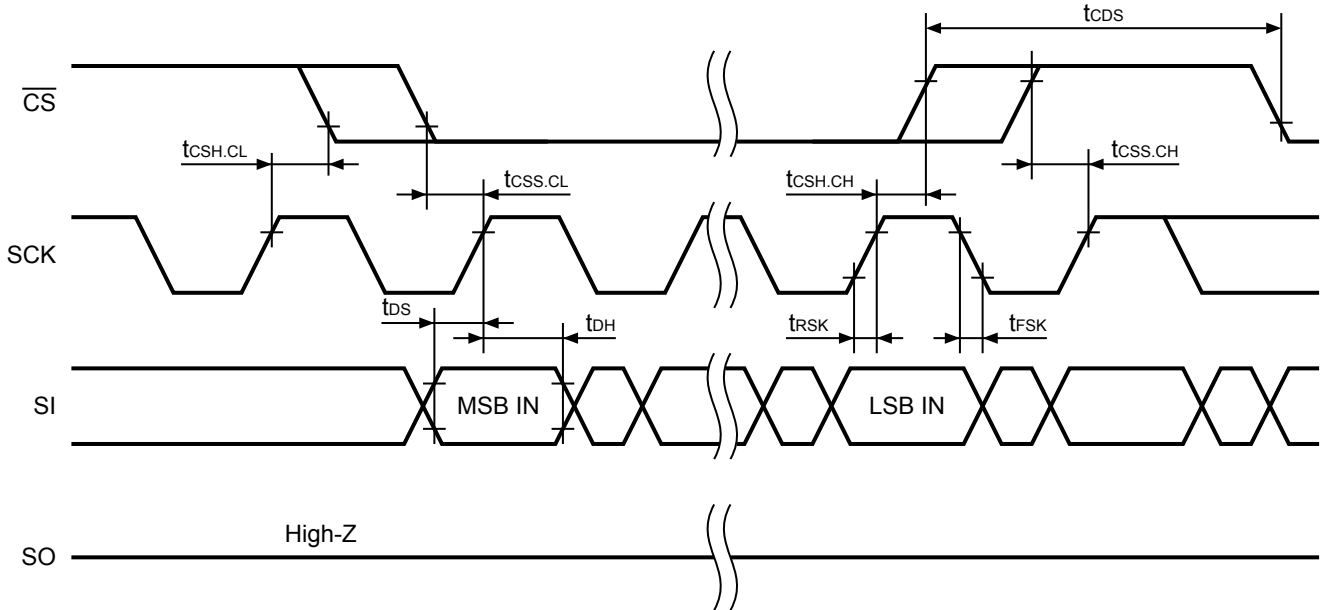 tCDS
CS
tCSH.CL
tCSS.CL
tCSH.CH
tCSS.CH
SCK
tDS
tDH
tRSK
tFSK
SI
MSB IN
LSB IN
High-Z
SO